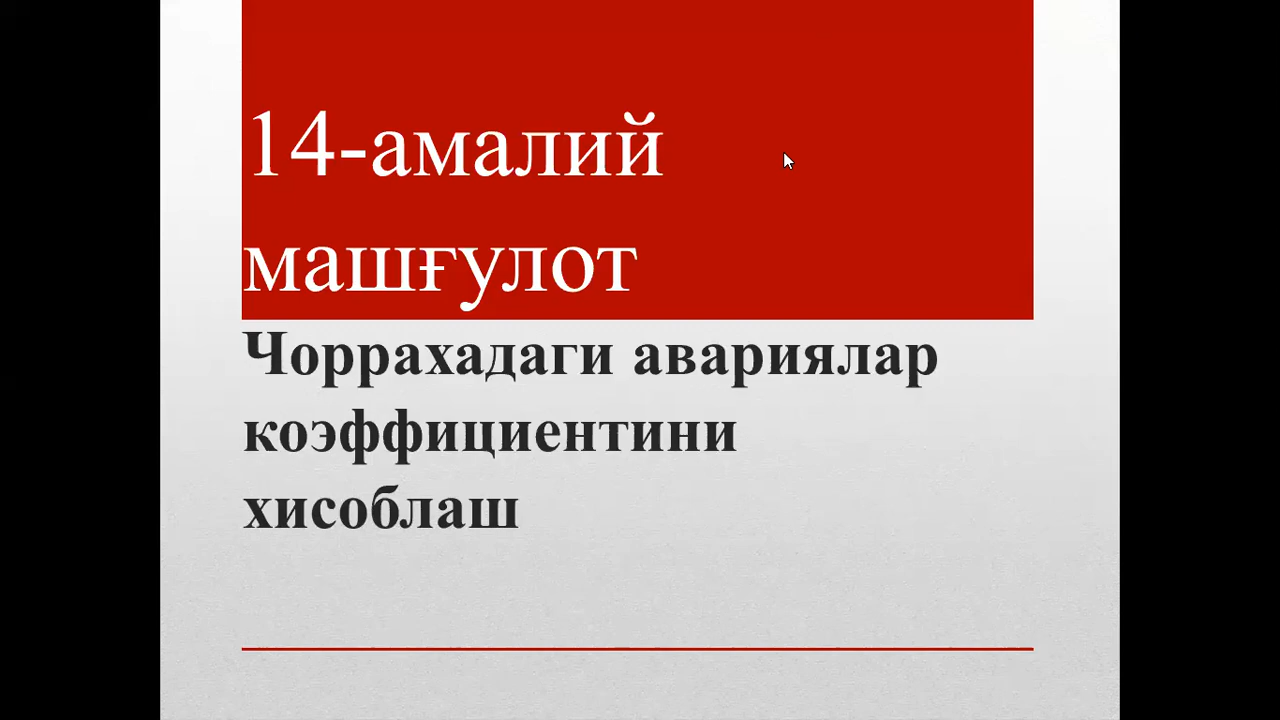 14-амалий
машғулот
Чоррахадаги авариялар
коэффициентини
хисоблаш